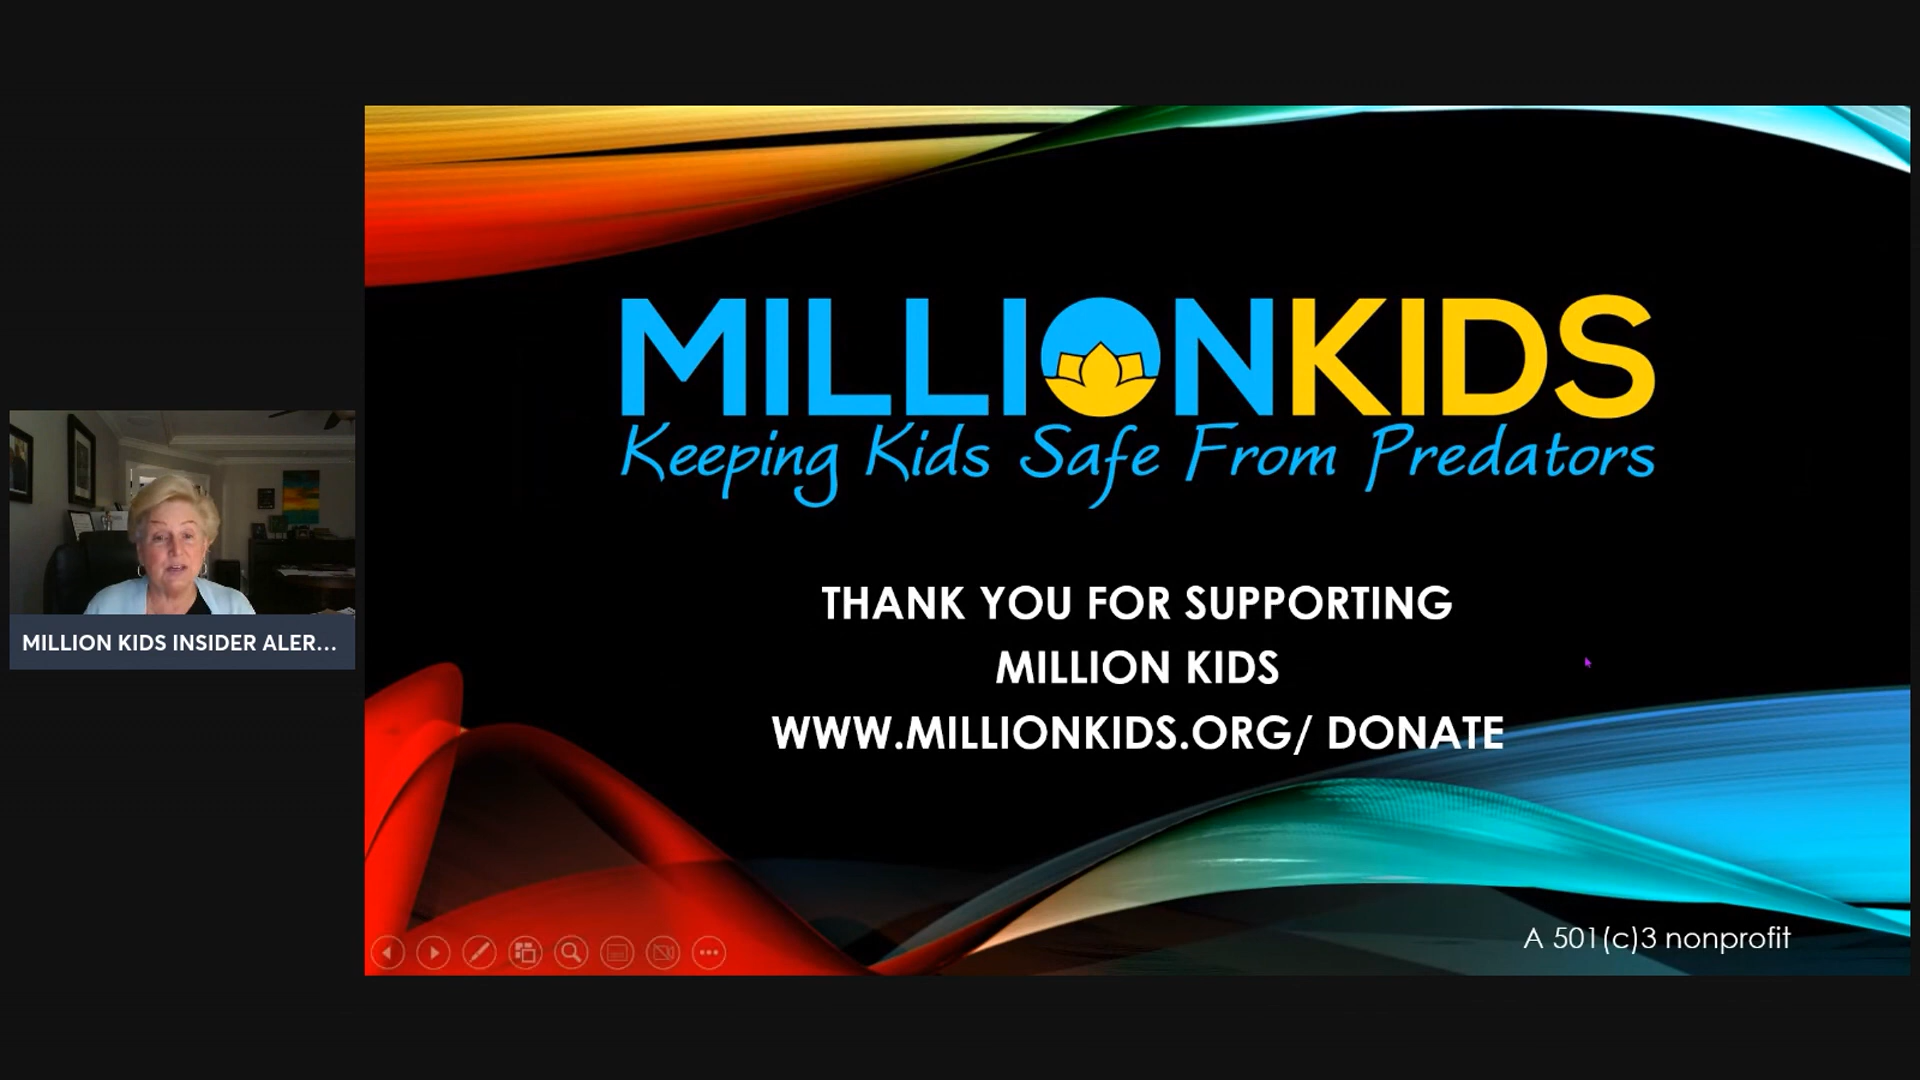 MILLIONKIDS
Keeping Kids Safe From Predators
THANK YOU FOR SUPPORTING
MILLION KIDS
WWW.MILLIONKIDS.ORG/ DONATE
MILLION KIDS INSIDER ALER...
A 501(c)3 nonprofit